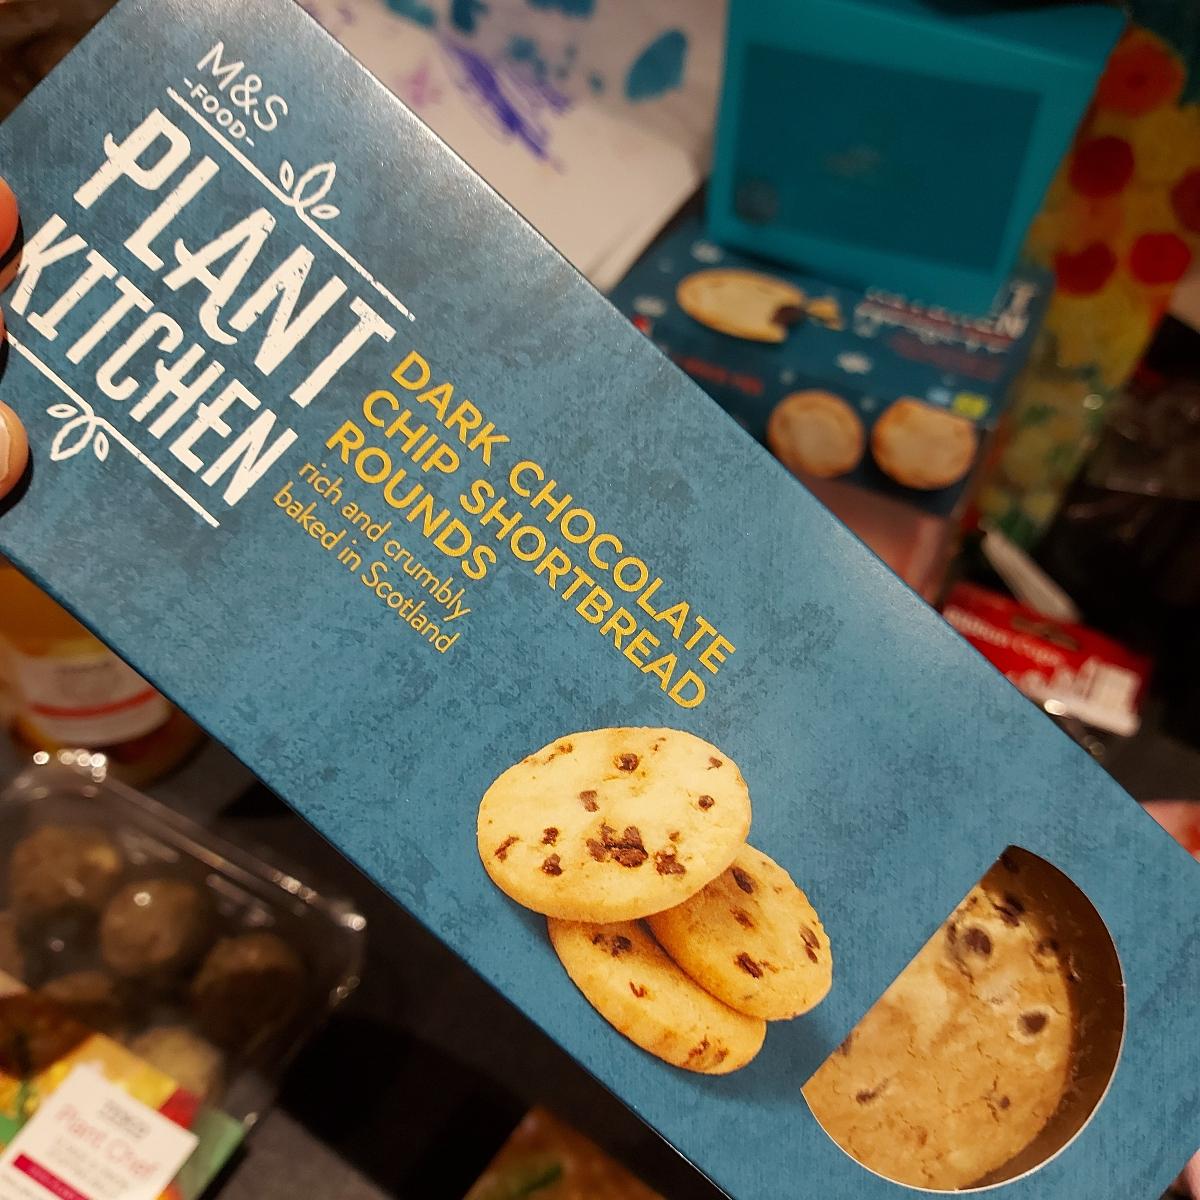 M&S
-FOOD-
PLANT
KITCHEN
DARK CHOCOLATE
CHIP SHORTBREAD
ROUNDS
rich and crumbly
baked in Scotland
Plant Chef